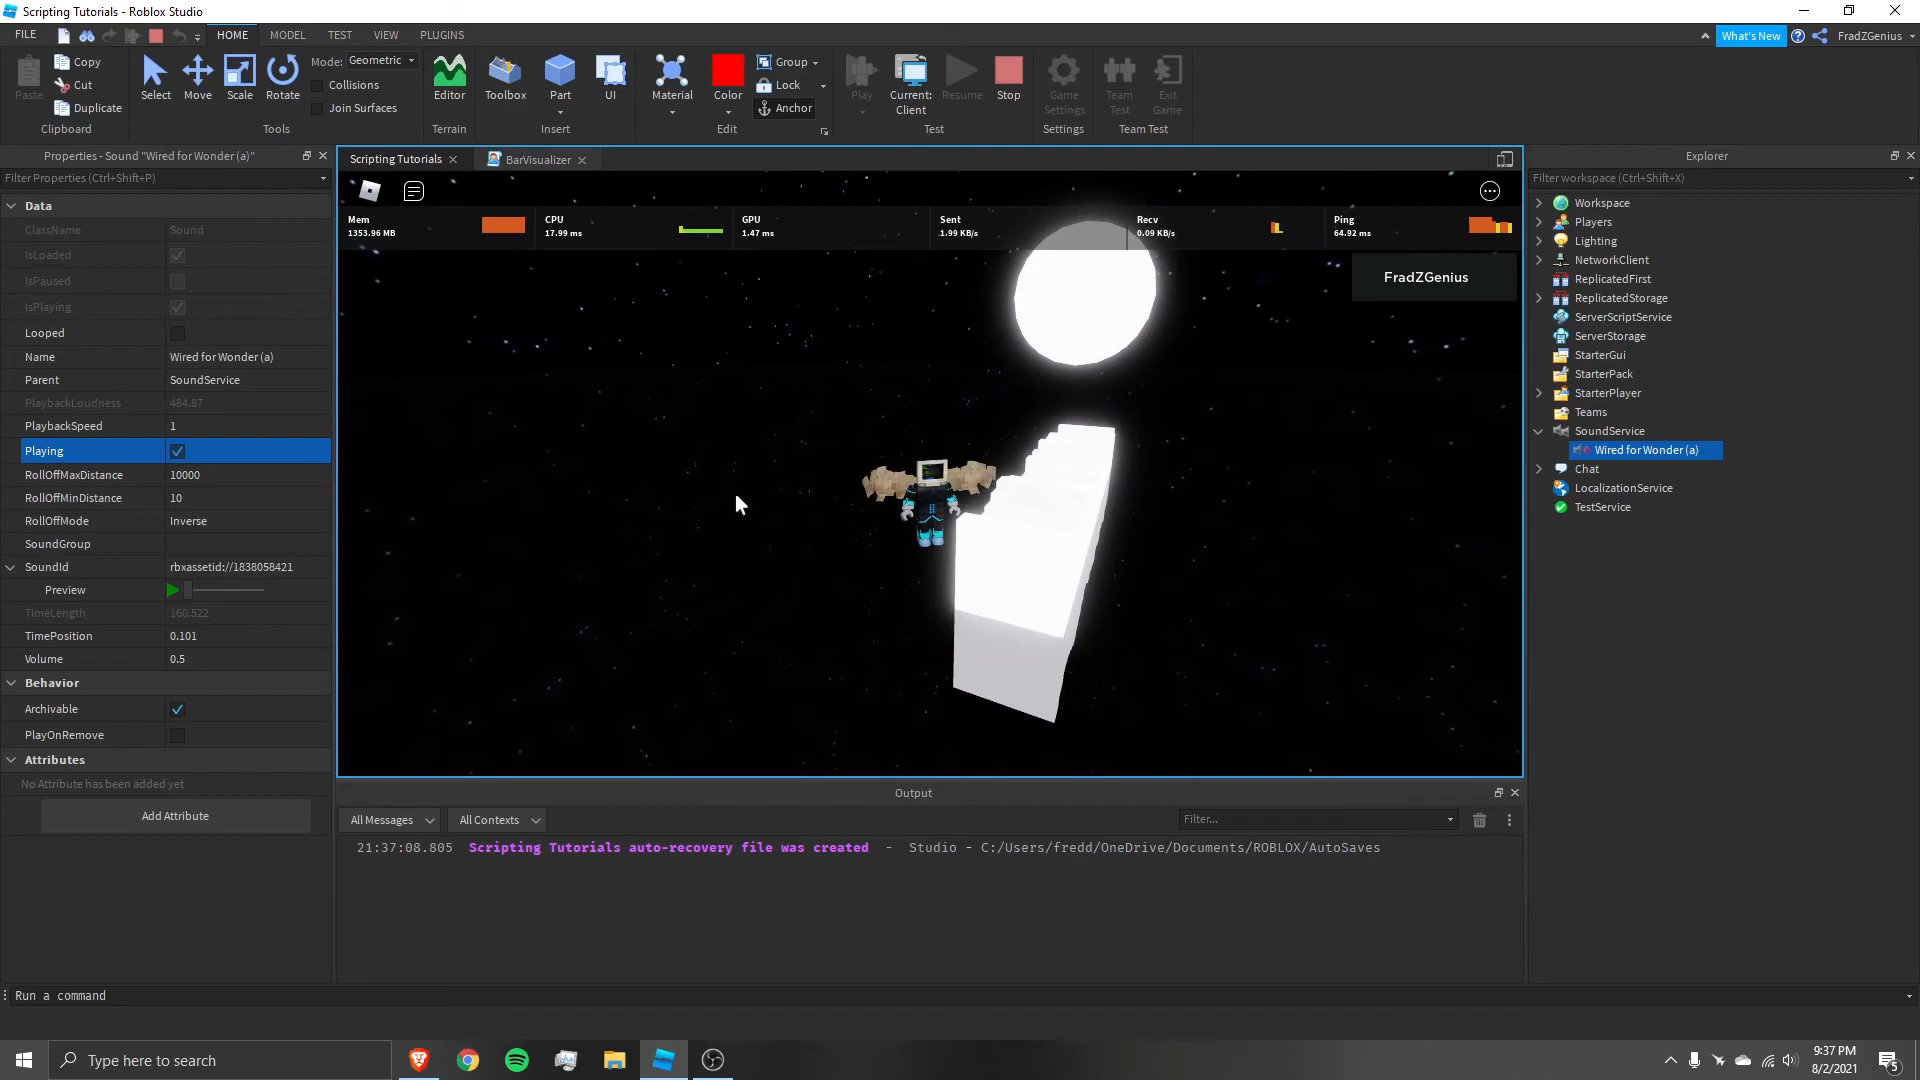 Scripting Tutorials - Roblox Studio
FILE
HOME
MODEL
TEST
VIEW
PLUGINS
What's New
FradZGenius
Paste
Copy
Cut
Duplicate
Clipboard
Select
Move
Scale
Rotate
Mode: Geometric
Collisions
Join Surfaces
Tools
Editor
Terrain
Toolbox
Part
UI
Insert
Material
Color
Group
Lock
Anchor
Edit
Play
Current:
Client
Resume
Stop
Test
Game
Settings
Settings
Team
Test
Exit
Game
Team Test
Properties - Sound "Wired for Wonder (a)"
Filter Properties (Ctrl+Shift+P)
Data
ClassName Sound
IsLoaded
IsPaused
IsPlaying
Looped
Name Wired for Wonder (a)
Parent SoundService
PlaybackLoudness 484.87
PlaybackSpeed 1
Playing
RollOffMaxDistance 10000
RollOffMinDistance 10
RollOffMode Inverse
SoundGroup
SoundId rbxassetid://1838058421
Preview
TimeLength 160.522
TimePosition 0.101
Volume 0.5
Behavior
Archivable
PlayOnRemove
Attributes
No Attribute has been added yet
Add Attribute
Scripting Tutorials
BarVisualizer
Mem
1353.96 MB
CPU
17.99 ms
GPU
1.47 ms
Sent
1.99 KB/s
Recv
0.09 KB/s
Ping
64.92 ms
FradZGenius
Output
All Messages
All Contexts
Filter...
21:37:08.805 Scripting Tutorials auto-recovery file was created - Studio - C:/Users/fredd/OneDrive/Documents/ROBLOX/AutoSaves
Explorer
Filter workspace (Ctrl+Shift+X)
Workspace
Players
Lighting
NetworkClient
ReplicatedFirst
ReplicatedStorage
ServerScriptService
ServerStorage
StarterGui
StarterPack
StarterPlayer
Teams
SoundService
Wired for Wonder (a)
Chat
LocalizationService
TestService
Run a command
Type here to search
9:37 PM
8/2/2021
5